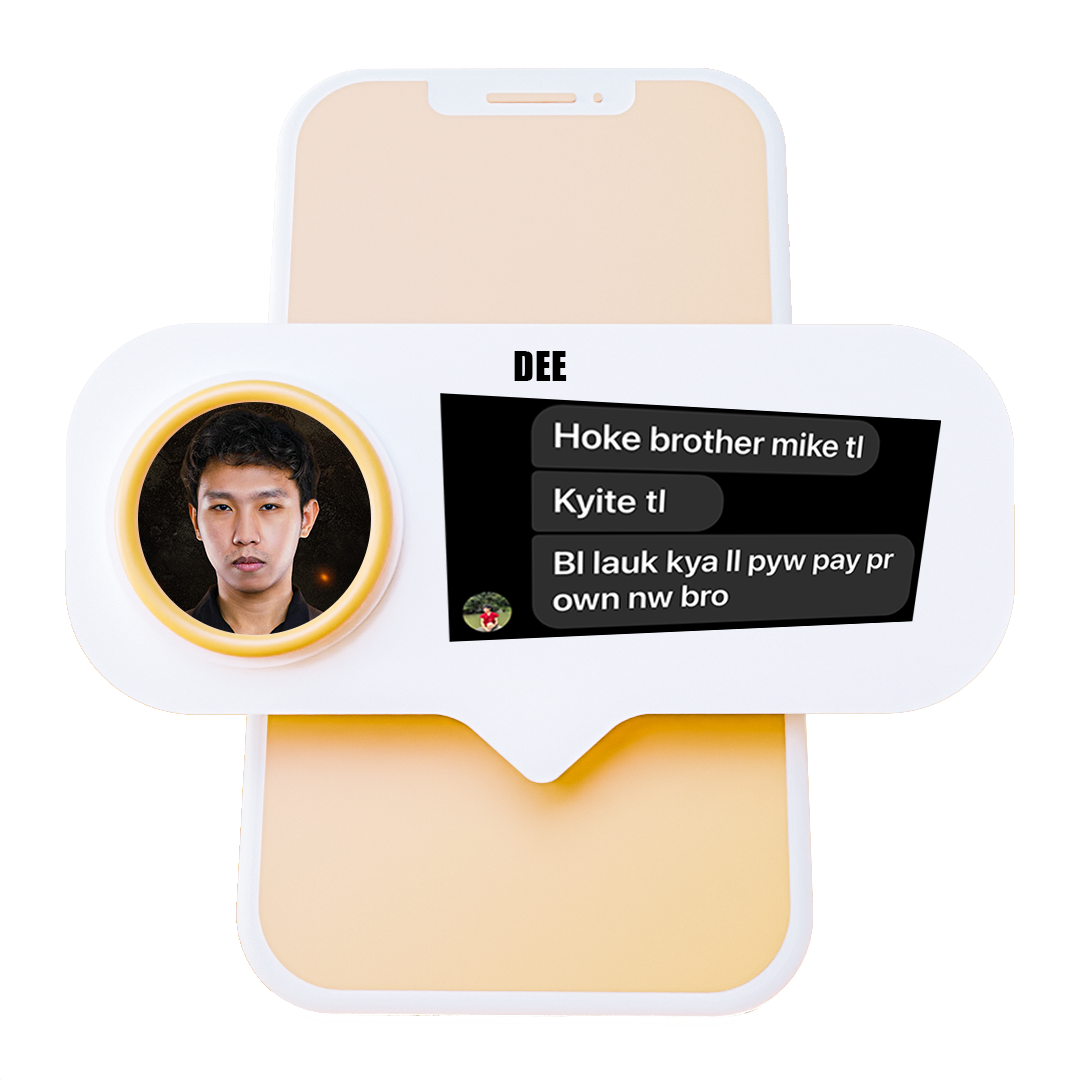 DEE
Hoke brother mike tl
Kyite tl
Bl lauk kya ll pyw pay pr
own nw bro